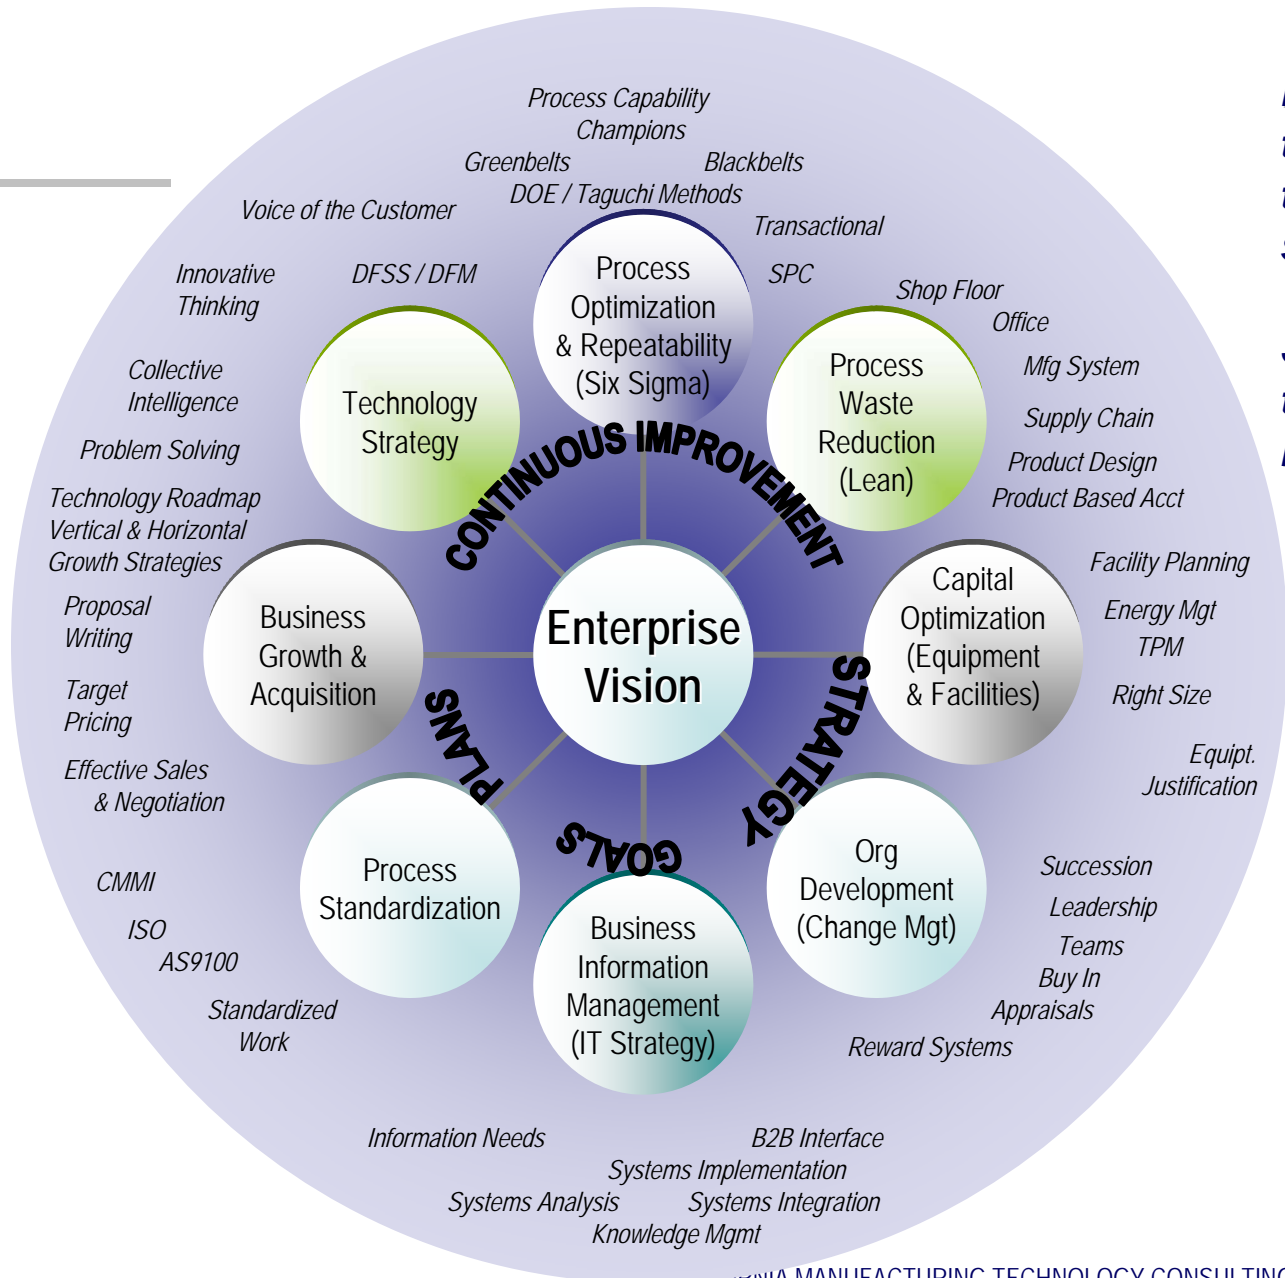 Process Capability
Champions
Greenbelts
Blackbelts
DOE / Taguchi Methods
Voice of the Customer
Transactional
Innovative
Thinking
DFSS / DFM
SPC
Process
Optimization
& Repeatability
(Six Sigma)
Shop Floor
Office
Collective
Intelligence
Technology
Strategy
Process
Waste
Reduction
(Lean)
Mfg System
Supply Chain
Product Design
Product Based Acct
Problem Solving
Technology Roadmap
Vertical & Horizontal
Growth Strategies
CONTINUOUS IMPROVEMENT
Proposal
Writing
Target
Pricing
Effective Sales
& Negotiation
Business
Growth &
Acquisition
Enterprise
Vision
Capital
Optimization
(Equipment
& Facilities)
Facility Planning
Energy Mgt
TPM
Right Size
Equipt.
Justification
PLANS
STRATEGY
GOALS
CMMI
ISO
AS9100
Standardized
Work
Process
Standardization
Business
Information
Management
(IT Strategy)
Org
Development
(Change Mgt)
Succession
Leadership
Teams
Buy In
Appraisals
Reward Systems
Information Needs
B2B Interface
Systems Implementation
Systems Analysis
Systems Integration
Knowledge Mgmt
MANUFACTURING TECHNOLOGY CONSULTING